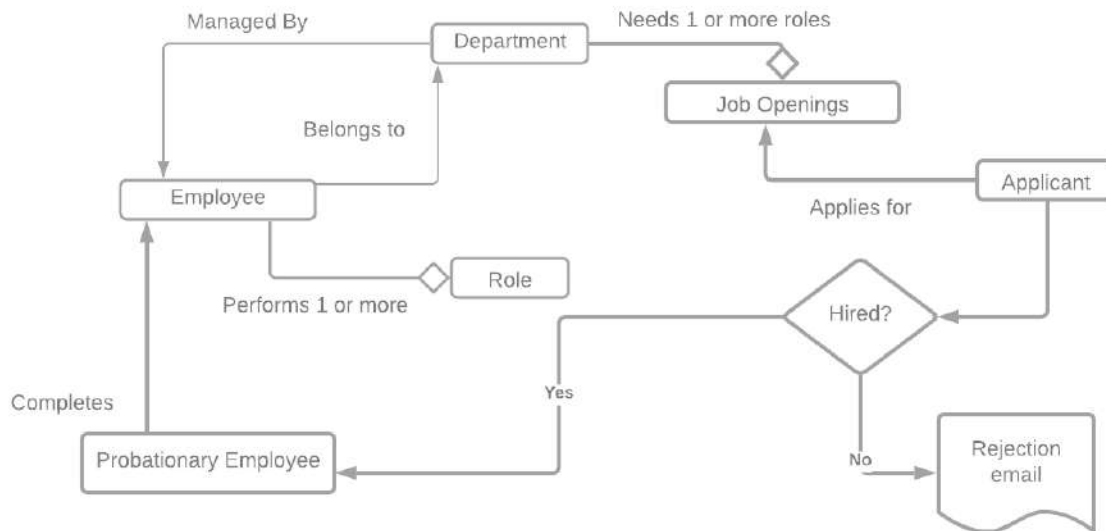 Managed By
Needs 1 or more roles
Department
Job Openings
Belongs to
Applicant
Employee
Applies for
Role
Performs 1 or more
Hired?
Yes
Completes
Probationary Employee
No
Rejection
email